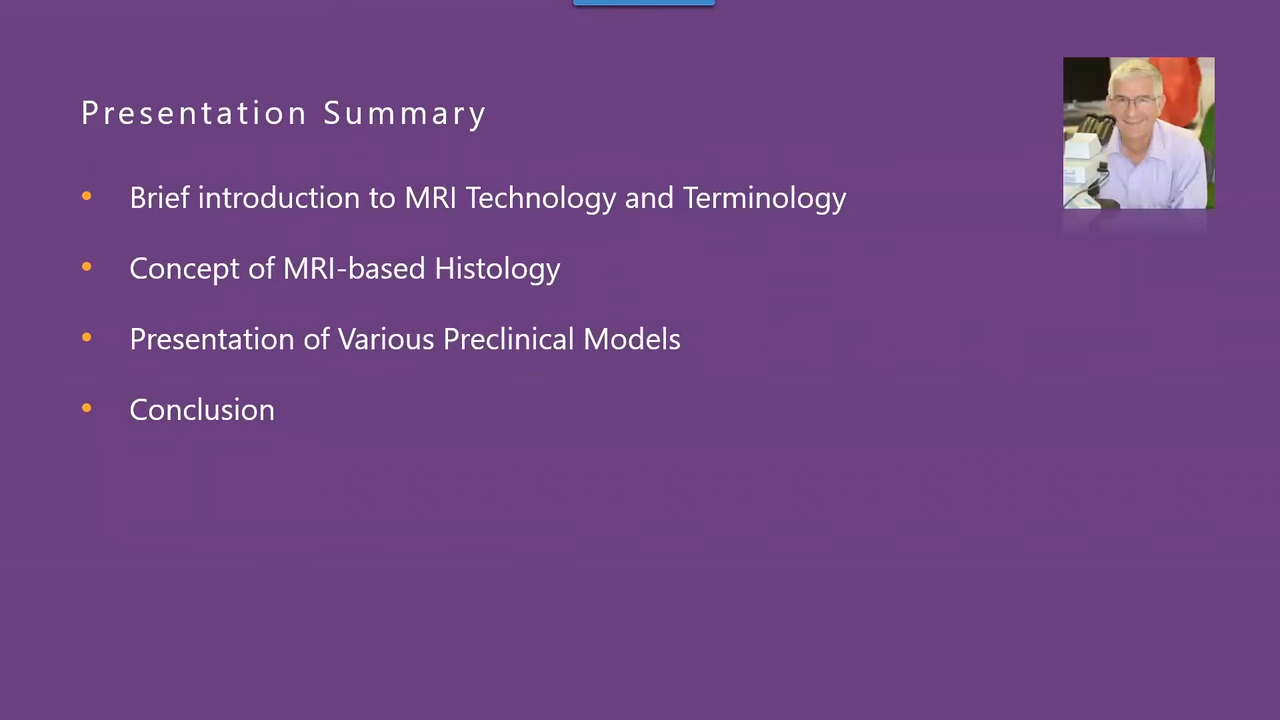 Presentation Summary
• Brief introduction to MRI Technology and Terminology
• Concept of MRI-based Histology
• Presentation of Various Preclinical Models
• Conclusion